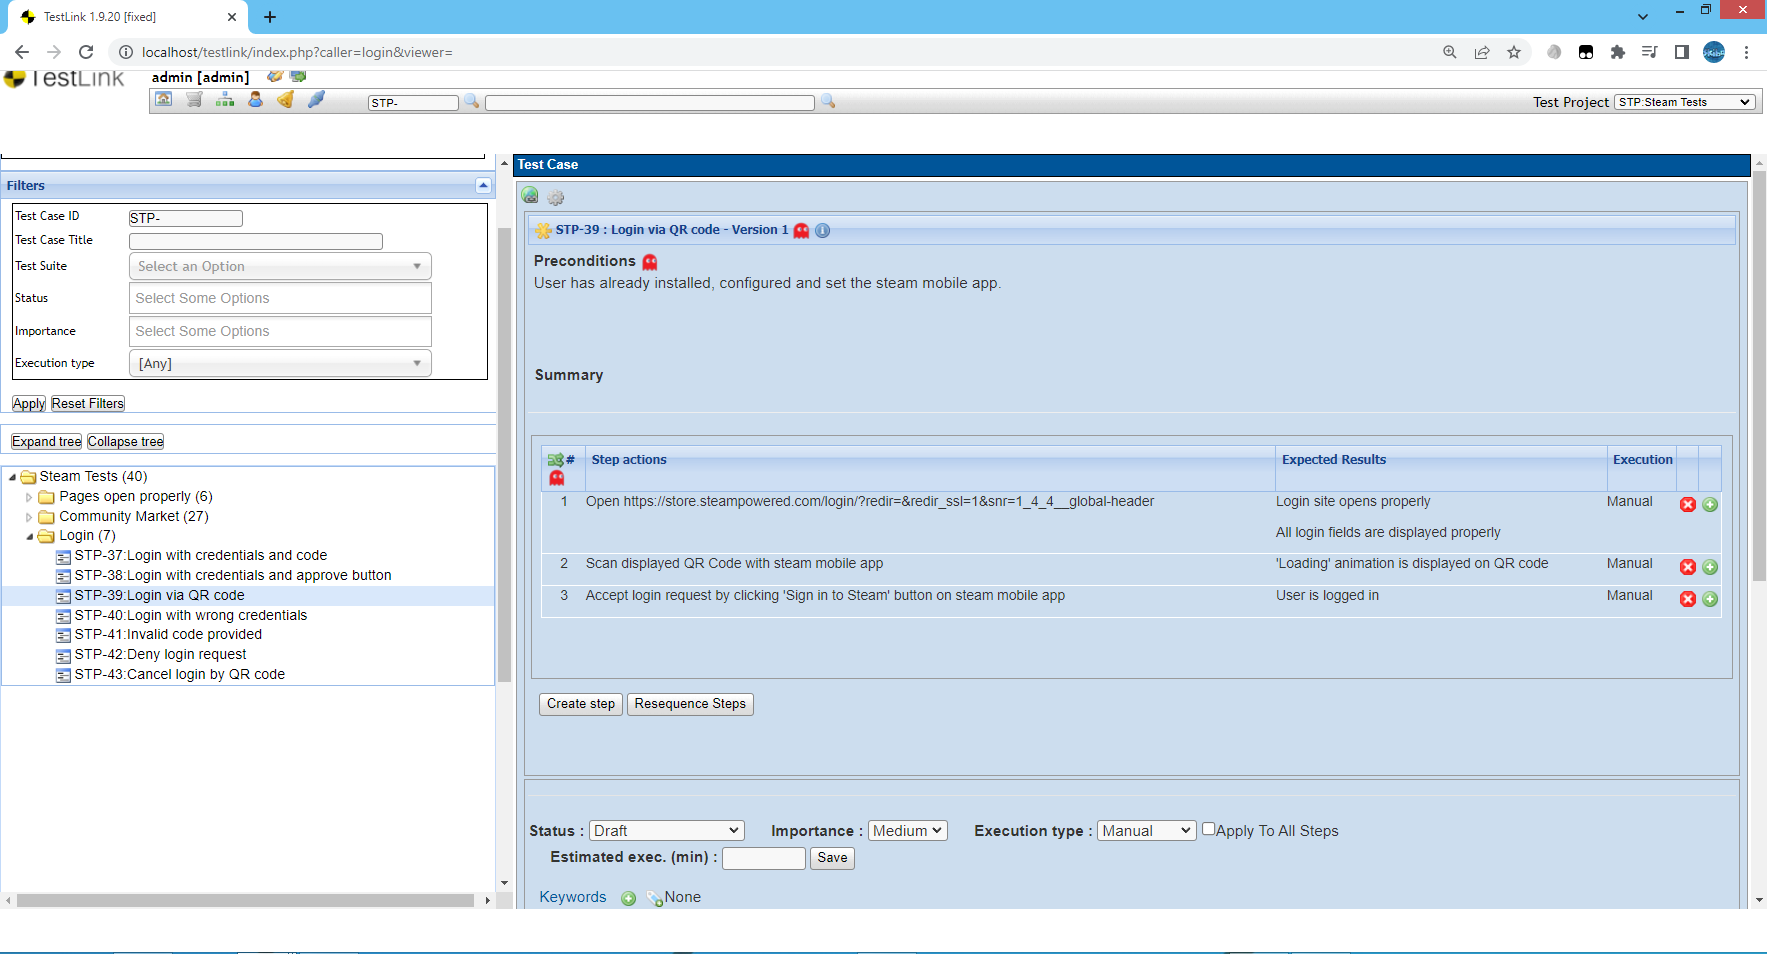 TestLink 1.9.20 [fixed]
localhost/testlink/index.php?caller=login&viewer=
TestLink
admin [admin]
STP-
Test Project
STP:Steam Tests
Filters
Test Case ID
STP-
Test Case Title
Test Suite
Select an Option
Status
Select Some Options
Importance
Select Some Options
Execution type
[Any]
Apply
Reset Filters
Expand tree
Collapse tree
Steam Tests (40)
Pages open properly (6)
Community Market (27)
Login (7)
STP-37:Login with credentials and code
STP-38:Login with credentials and approve button
STP-39:Login via QR code
STP-40:Login with wrong credentials
STP-41:Invalid code provided
STP-42:Deny login request
STP-43:Cancel login by QR code
Test Case
STP-39 : Login via QR code - Version 1
Preconditions
User has already installed, configured and set the steam mobile app.
Summary
# Step actions Expected Results Execution
1 Open https://store.steampowered.com/login/?redir=&redir_ssl=1&snr=1_4_4__global-header Login site opens properly Manual
All login fields are displayed properly
2 Scan displayed QR Code with steam mobile app 'Loading' animation is displayed on QR code Manual
3 Accept login request by clicking 'Sign in to Steam' button on steam mobile app User is logged in Manual
Create step
Resequence Steps
Status : Draft Importance : Medium Execution type : Manual Apply To All Steps
Estimated exec. (min) : Save
Keywords None